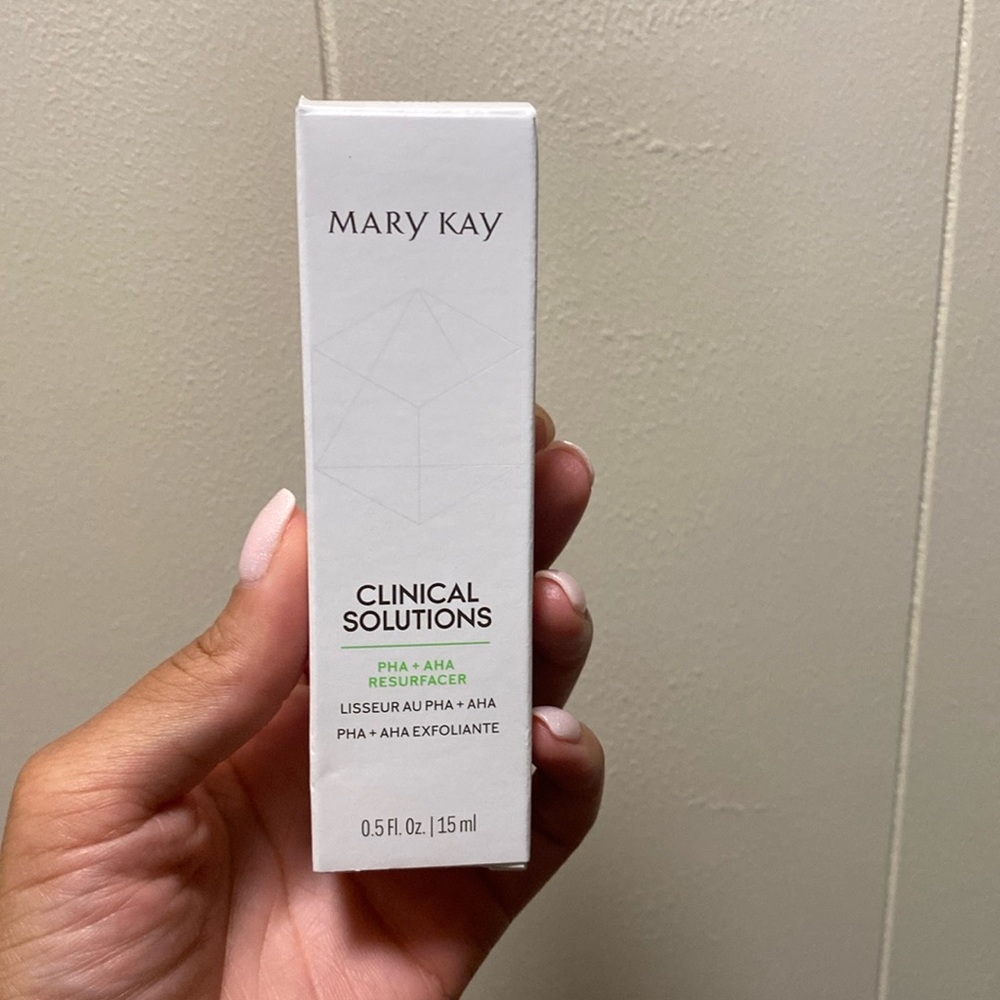 MARY KAY
CLINICAL
SOLUTIONS
PHA + AHA
RESURFACER
LISSEUR AU PHA + AHA
PHA + AHA EXFOLIANTE
0.5 Fl. Oz. | 15 ml